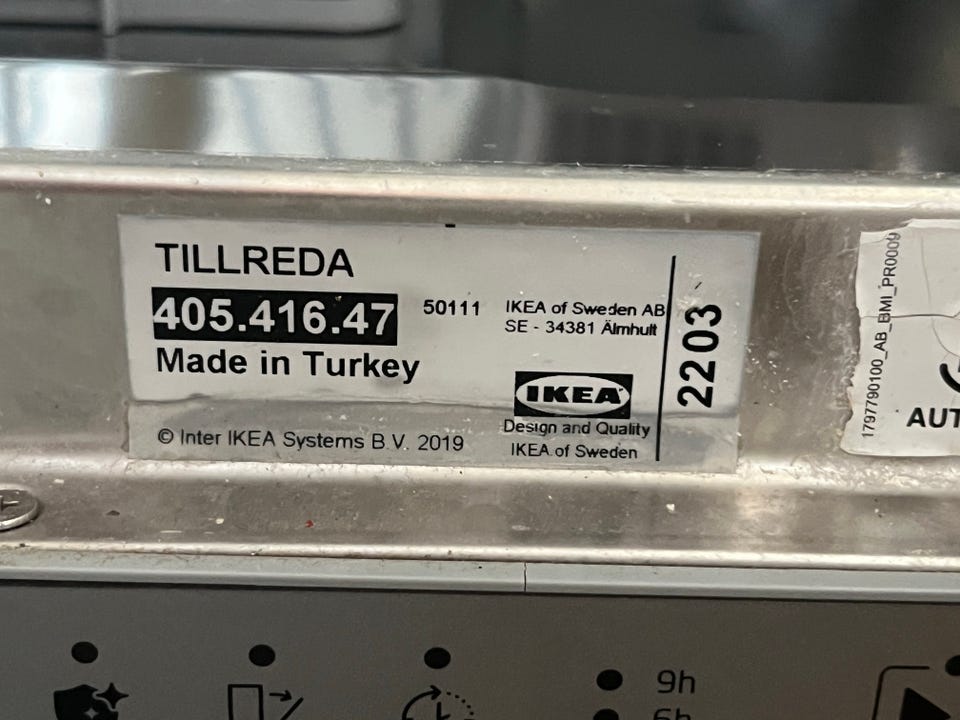 TILLREDA
405.416.47
Made in Turkey
© Inter IKEA Systems B.V. 2019
50111
IKEA of Sweden AB
SE - 34381 Älmhult
IKEA
Design and Quality
IKEA of Sweden
2203
1797790100_AB_BMI_PR0009
AUT
9h
6h